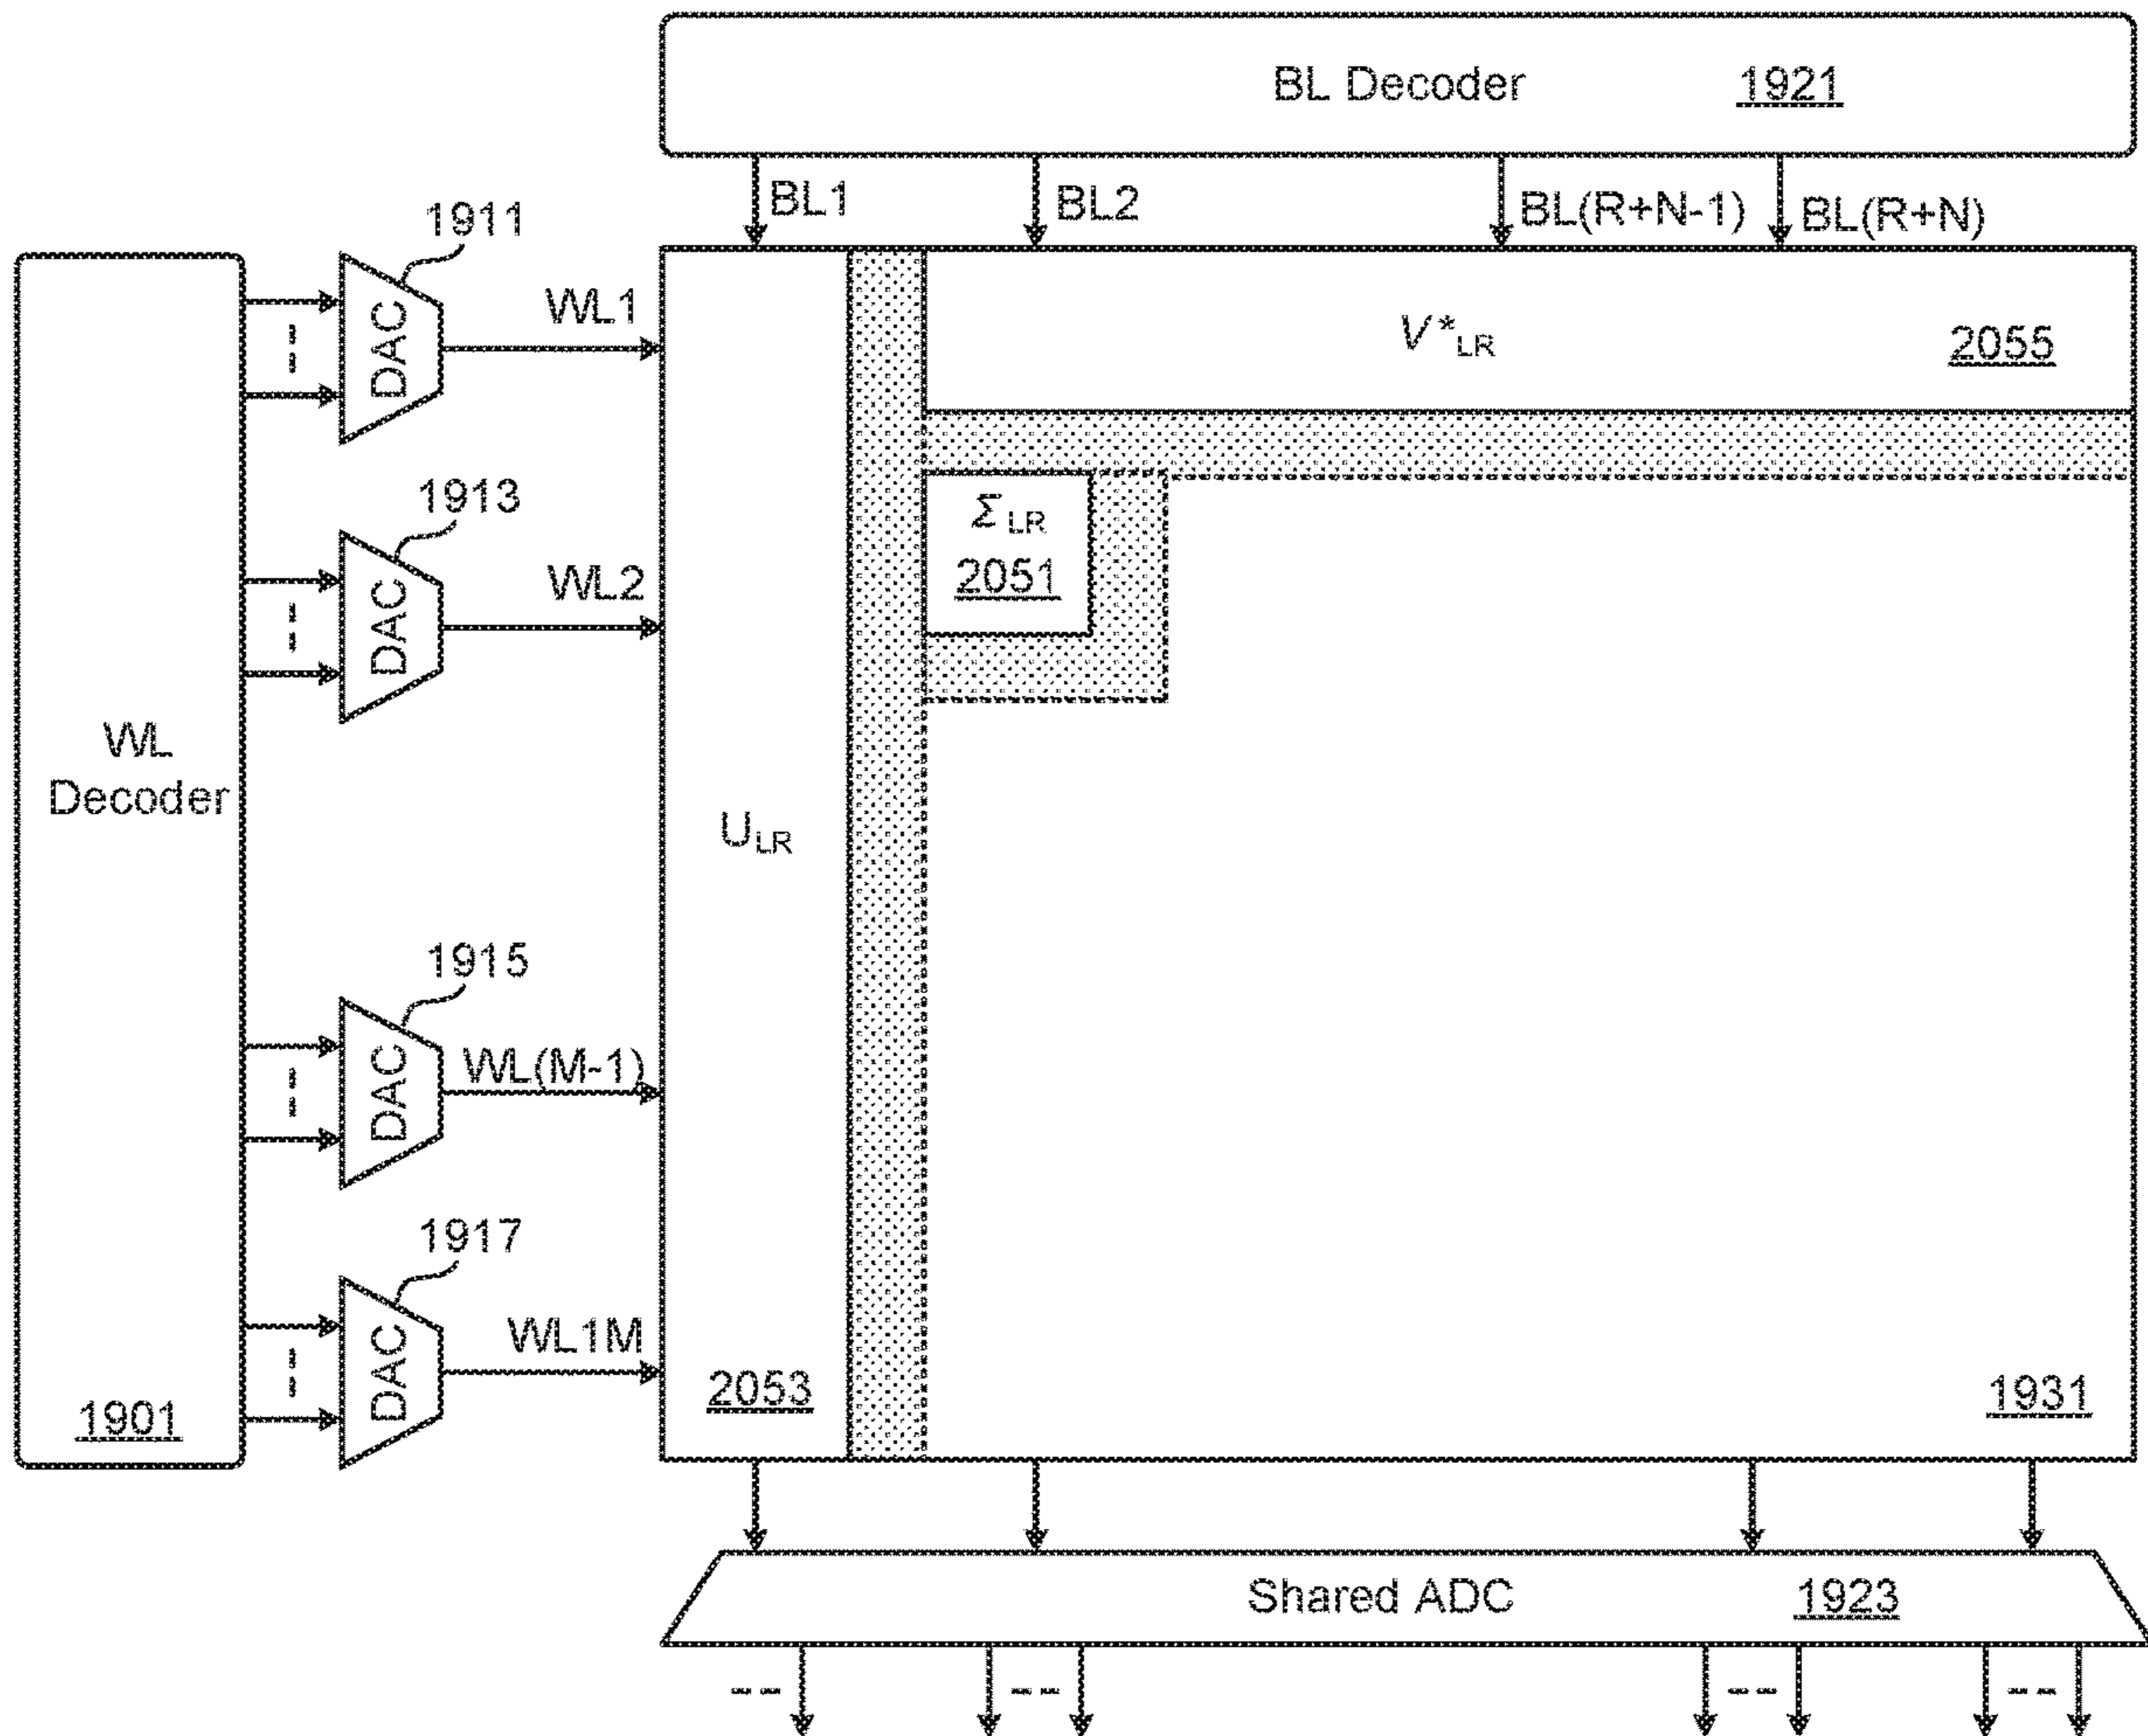 BL Decoder 1921
BL1
BL2
BL(R+N-1)
BL(R+N)
1911
DAC
WL1
V*LR
2055
1913
DAC
WL2
ΣLR
2051
WL
Decoder
ULR
1915
DAC
WL(M-1)
1917
DAC
WL1M
1901
2053
1931
Shared ADC 1923